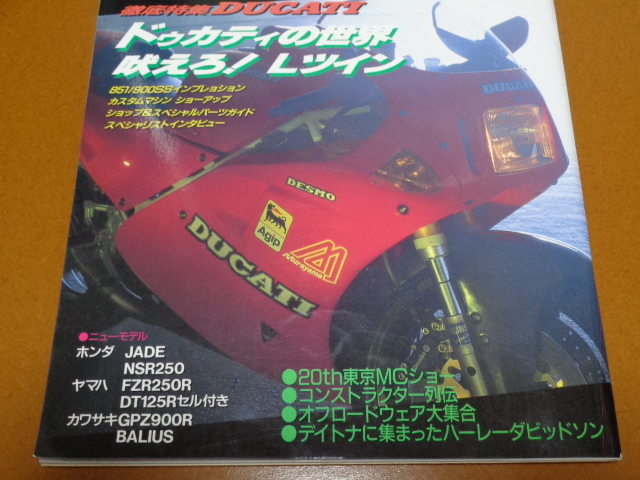 徹底特集DUCATI
ドゥカティの世界
吠えろ! Lツイン
851/900SSインプレッション
カスタムマシン ショーアップ
ショップ&スペシャルパーツガイド
スペシャリストインタビュー
DUCATI
DESMO
Agip
Murayama
DUCATI
●ニューモデル
ホンダ JADE
NSR250
ヤマハ FZR250R
DT125Rセル付き
カワサキGPZ900R
BALIUS
●20th東京MCショー
●コンストラクター列伝
●オフロードウェア大集合
●デイトナに集まったハーレーダビッドソン